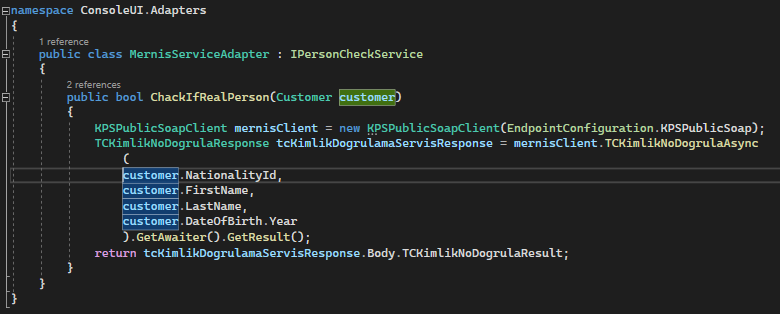 namespace ConsoleUI.Adapters
{
1 reference
public class MernisServiceAdapter : IPersonCheckService
{
2 references
public bool ChackIfRealPerson(Customer customer)
{
KPSPublicSoapClient mernisClient = new KPSPublicSoapClient(EndpointConfiguration.KPSPublicSoap);
TCKimlikNoDogrulaResponse tcKimlikDogrulamaServisResponse = mernisClient.TCKimlikNoDogrulaAsync
(
customer.NationalityId,
customer.FirstName,
customer.LastName,
customer.DateOfBirth.Year
).GetAwaiter().GetResult();
return tcKimlikDogrulamaServisResponse.Body.TCKimlikNoDogrulaResult;
}
}
}